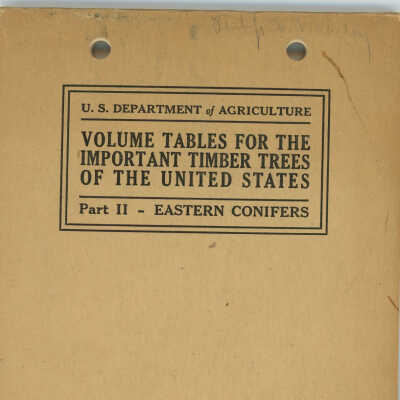 U. S. DEPARTMENT of AGRICULTURE
VOLUME TABLES FOR THE
IMPORTANT TIMBER TREES
OF THE UNITED STATES
Part II - EASTERN CONIFERS